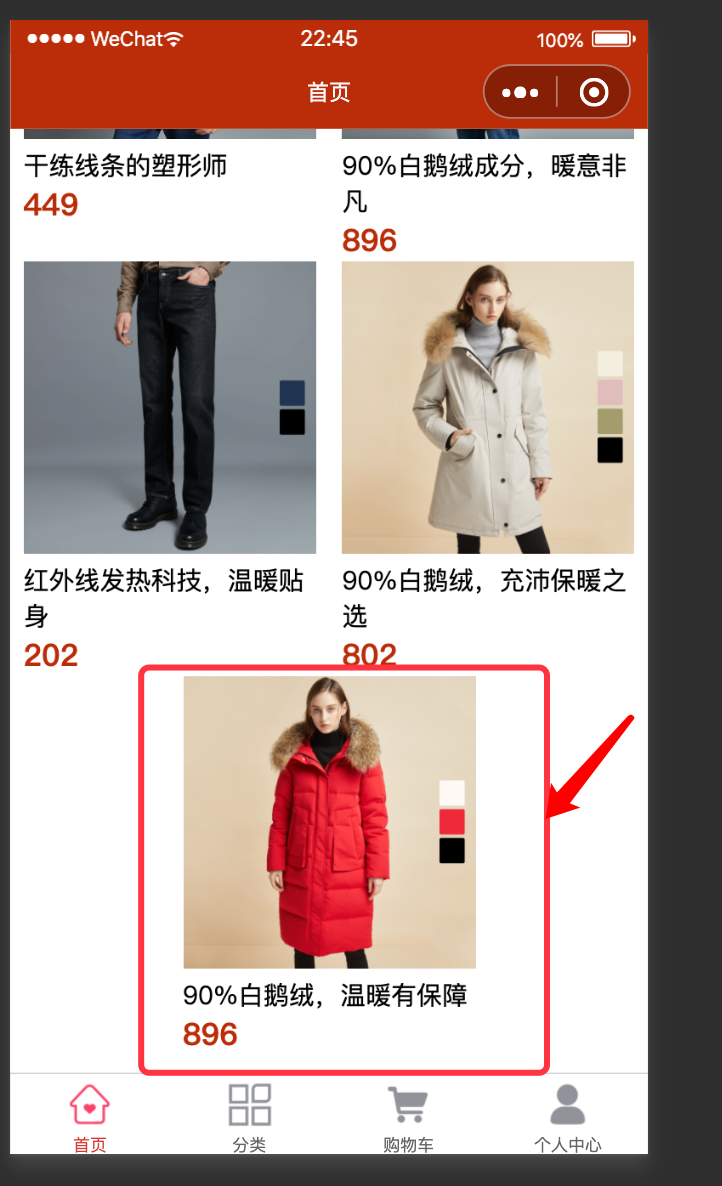 ●●●●● WeChat 22:45 100%
首页
干练线条的塑形师
449
90%白鹅绒成分，暖意非
凡
896
红外线发热科技，温暖贴
身
202
90%白鹅绒，充沛保暖之
选
802
90%白鹅绒，温暖有保障
896
首页 分类 购物车 个人中心